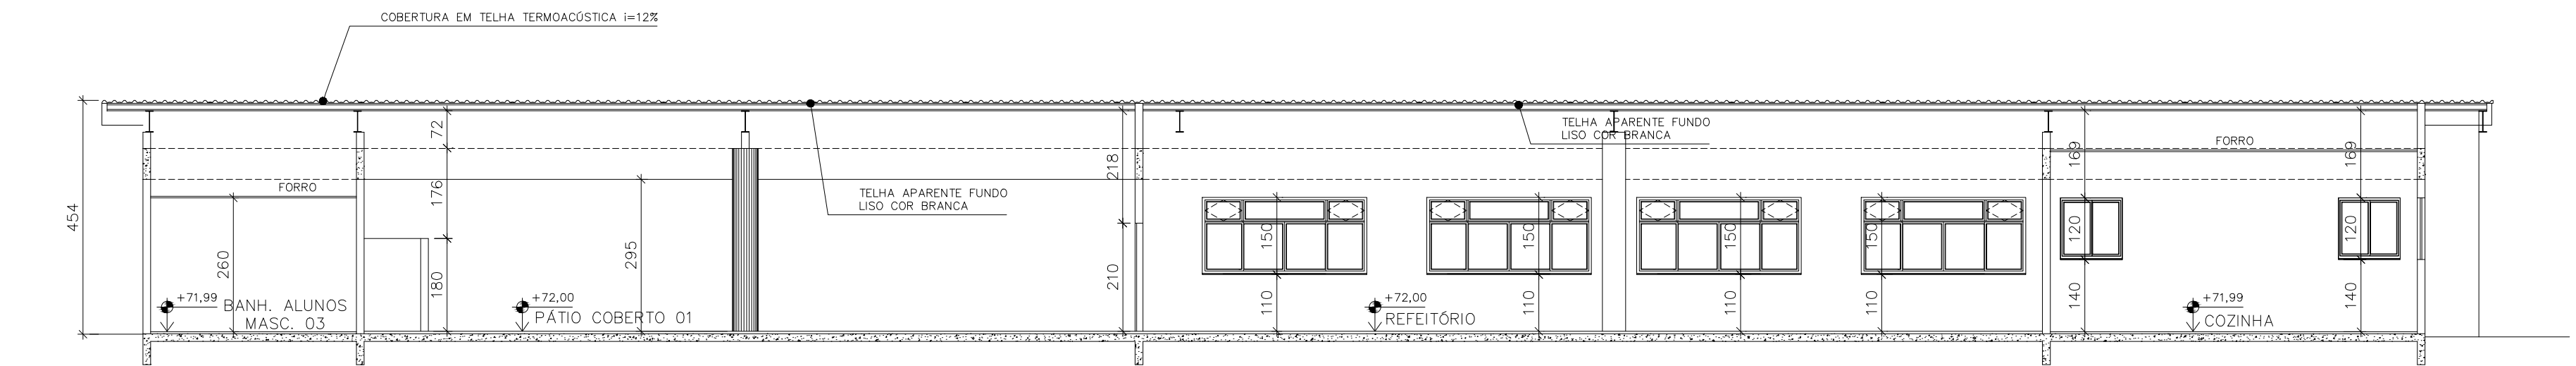 COBERTURA EM TELHA TERMOACÚSTICA i=12%
TELHA APARENTE FUNDO
LISO COR BRANCA
TELHA APARENTE FUNDO
LISO COR BRANCA
FORRO
FORRO
454
260
72
176
180
295
218
210
150
110
150
110
150
110
150
110
169
120
140
169
120
140
+71,99
BANH. ALUNOS
MASC. 03
+72,00
PÁTIO COBERTO 01
+72,00
REFEITÓRIO
+71,99
COZINHA